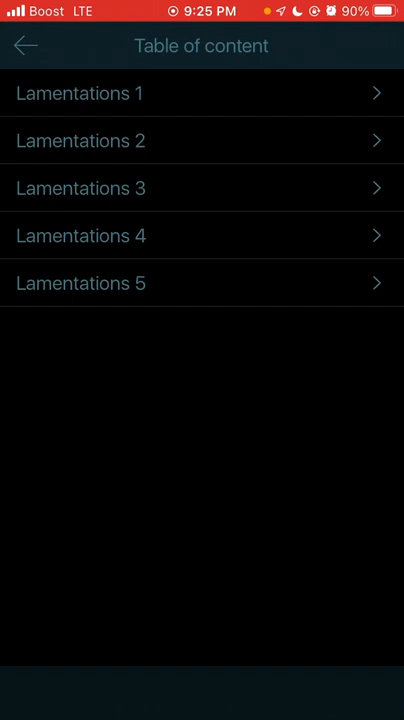 Boost LTE 9:25 PM 90%
Table of content
Lamentations 1
Lamentations 2
Lamentations 3
Lamentations 4
Lamentations 5